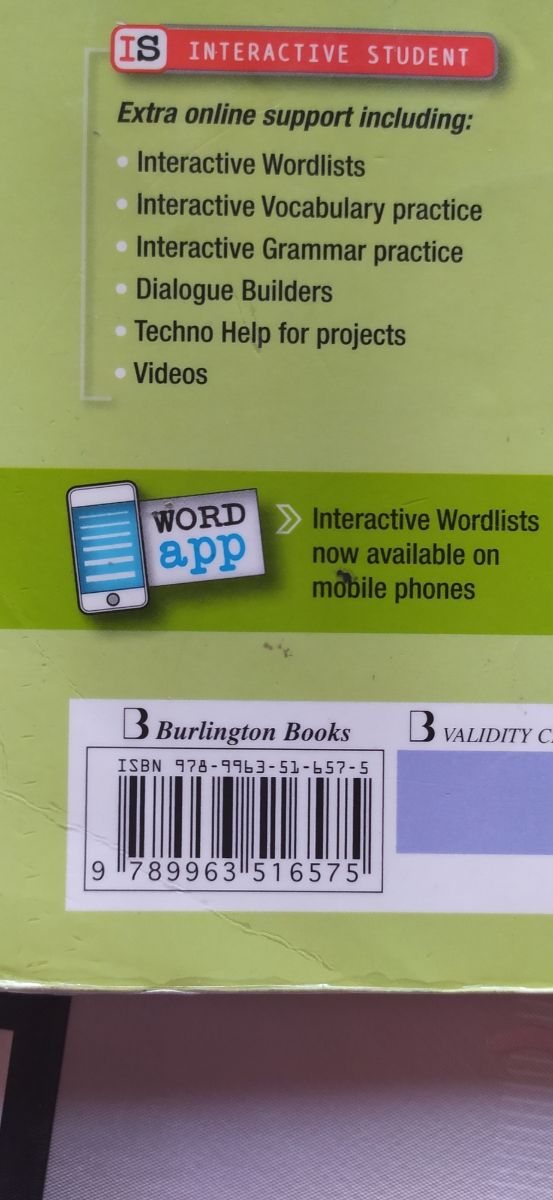 IS INTERACTIVE STUDENT
Extra online support including:
• Interactive Wordlists
• Interactive Vocabulary practice
• Interactive Grammar practice
• Dialogue Builders
• Techno Help for projects
• Videos
WORD
app
Interactive Wordlists
now available on
mobile phones
B Burlington Books
B VALIDITY
ISBN 978-9963-51-657-5
9 789963 516575